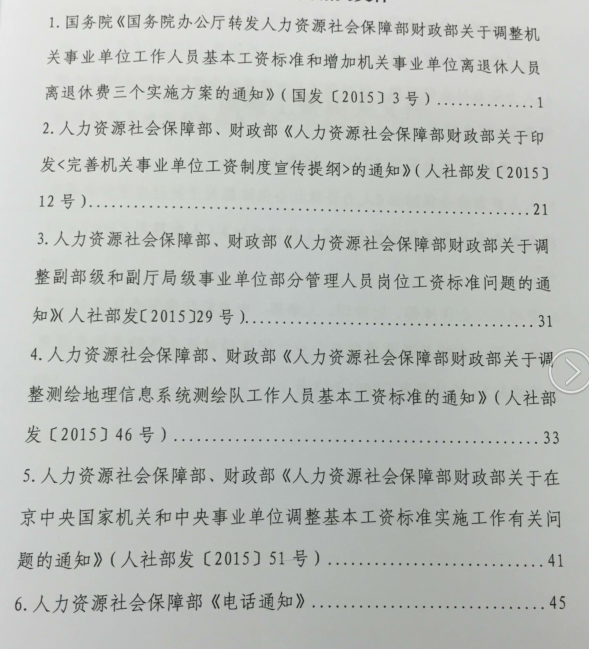 1.国务院《国务院办公厅转发人力资源社会保障部财政部关于调整机
关事业单位工作人员基本工资标准和增加机关事业单位离退休人员
离退休费三个实施方案的通知》（国发〔2015〕3号）..............1
2.人力资源社会保障部、财政部《人力资源社会保障部财政部关于印
发<完善机关事业单位工资制度宣传提纲>的通知》（人社部发〔2015〕
12号）......................................................21
3.人力资源社会保障部、财政部《人力资源社会保障部财政部关于调
整副部级和副厅局级事业单位部分管理人员岗位工资标准问题的通
知》（人社部发〔2015〕29号）..................................31
4.人力资源社会保障部、财政部《人力资源社会保障部财政部关于调
整测绘地理信息系统测绘队工作人员基本工资标准的通知》（人社部
发〔2015〕46号）............................................33
5.人力资源社会保障部、财政部《人力资源社会保障部财政部关于在
京中央国家机关和中央事业单位调整基本工资标准实施工作有关问
题的通知》（人社部发〔2015〕51号）..........................41
6.人力资源社会保障部《电话通知》............................45